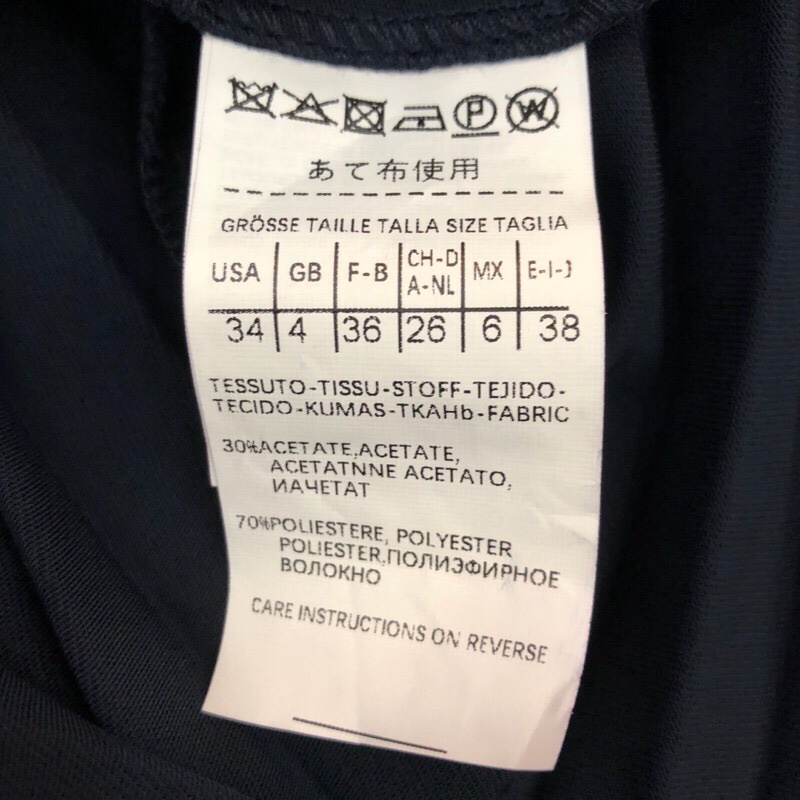 あて布使用
GRÖSSE TAILLE TALLA SIZE TAGLIA
USA GB F-B CH-D A-NL MX E-I-J
34 4 36 26 6 38
TESSUTO-TISSU-STOFF-TEJIDO-
TECIDO-KUMAS-TKAHb-FABRIC
30%ACETATE,ACETATE,
ACETATNNE ACETATO,
ИАЧЕТАТ
70%POLIESTERE, POLYESTER
POLIESTER,ПОЛИЭФИРНОЕ
ВОЛОКНО
CARE INSTRUCTIONS ON REVERSE